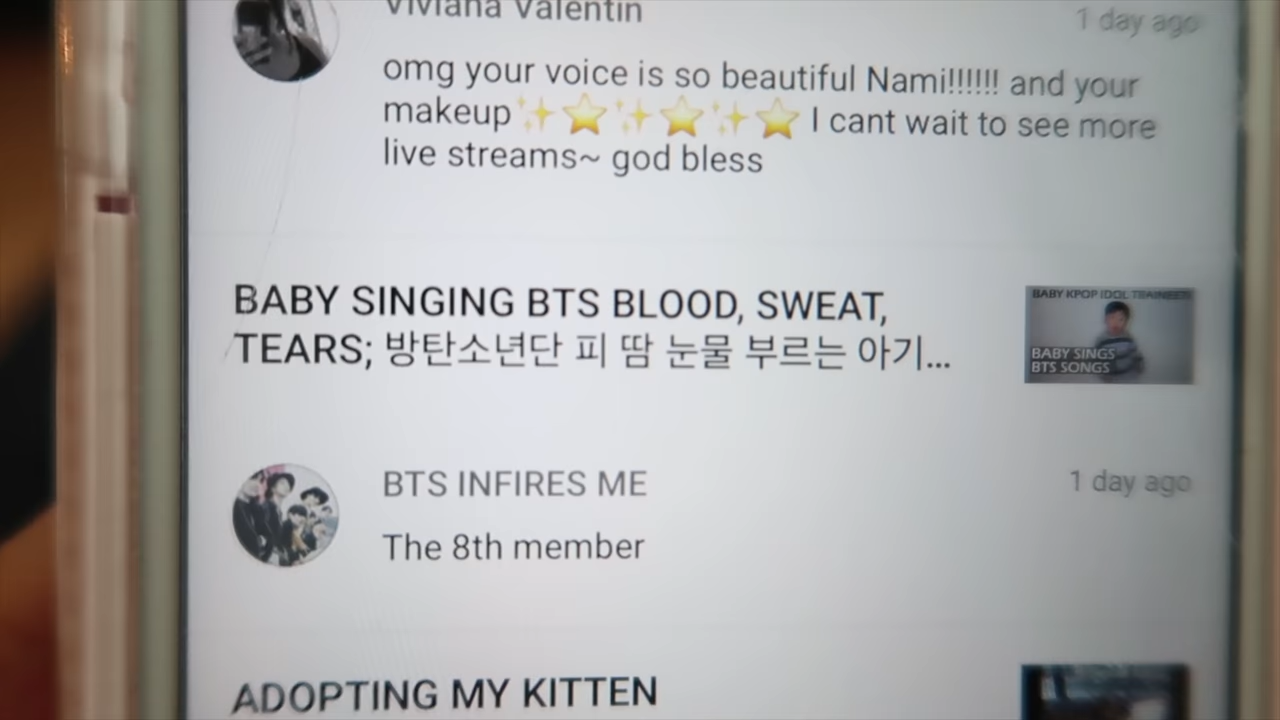 Viviana Valentin
1 day ago
omg your voice is so beautiful Nami!!!!!! and your
makeup✨⭐✨⭐✨⭐ I cant wait to see more
live streams~ god bless
BABY SINGING BTS BLOOD, SWEAT,
TEARS; 방탄소년단 피 땀 눈물 부르는 아기...
BABY KPOP IDOL TRAINEE!!
BABY SINGS
BTS SONGS
BTS INFIRES ME
1 day ago
The 8th member
ADOPTING MY KITTEN